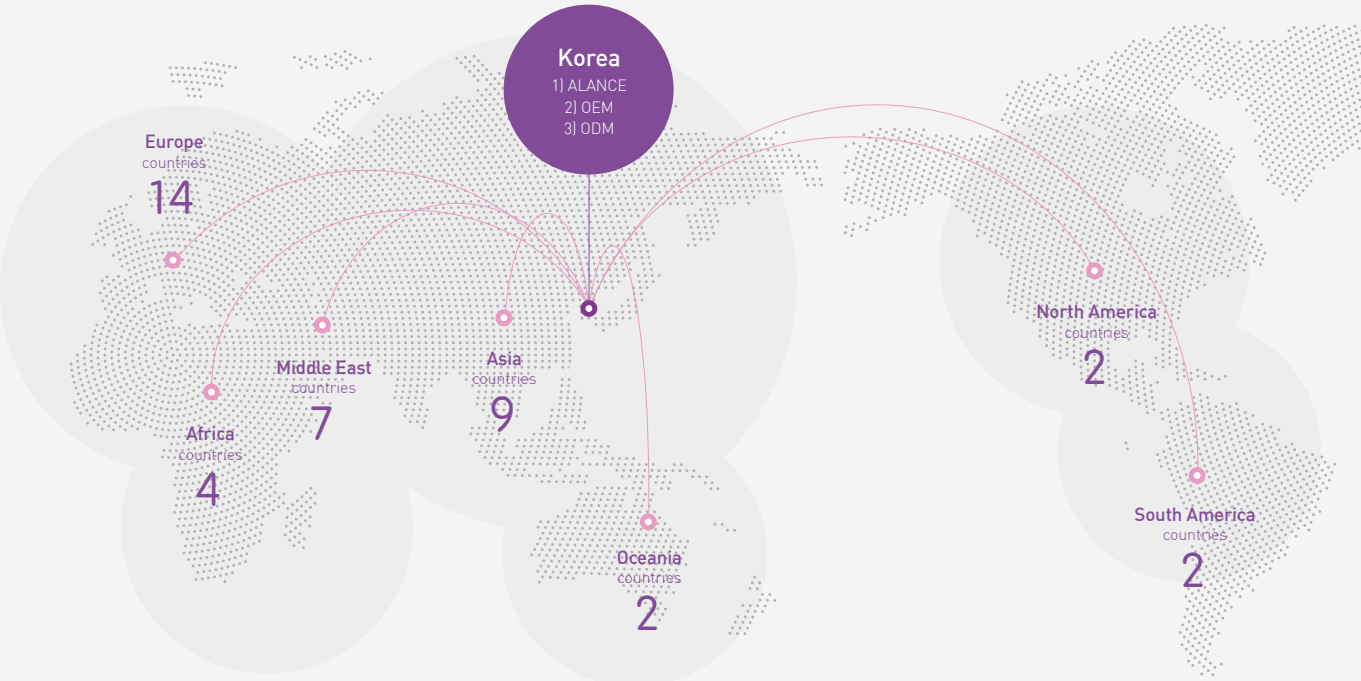 Korea
1) ALANCE
2) OEM
3) ODM
Europe
countries
14
Africa
countries
4
Middle East
countries
7
Asia
countries
9
Oceania
countries
2
North America
countries
2
South America
countries
2